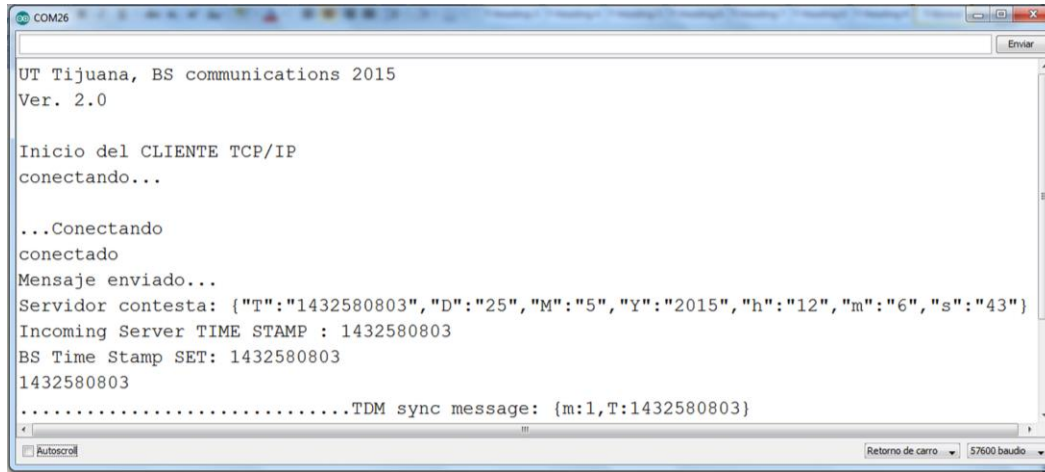 COM26
Enviar
UT Tijuana, BS communications 2015
Ver. 2.0
Inicio del CLIENTE TCP/IP
conectando...
...Conectando
conectado
Mensaje enviado...
Servidor contesta: {"T":"1432580803","D":"25","M":"5","Y":"2015","h":"12","m":"6","s":"43"}
Incoming Server TIME STAMP : 1432580803
BS Time Stamp SET: 1432580803
1432580803
..............................TDM sync message: {m:1,T:1432580803}
Autoscroll
Retorno de carro
57600 baudio